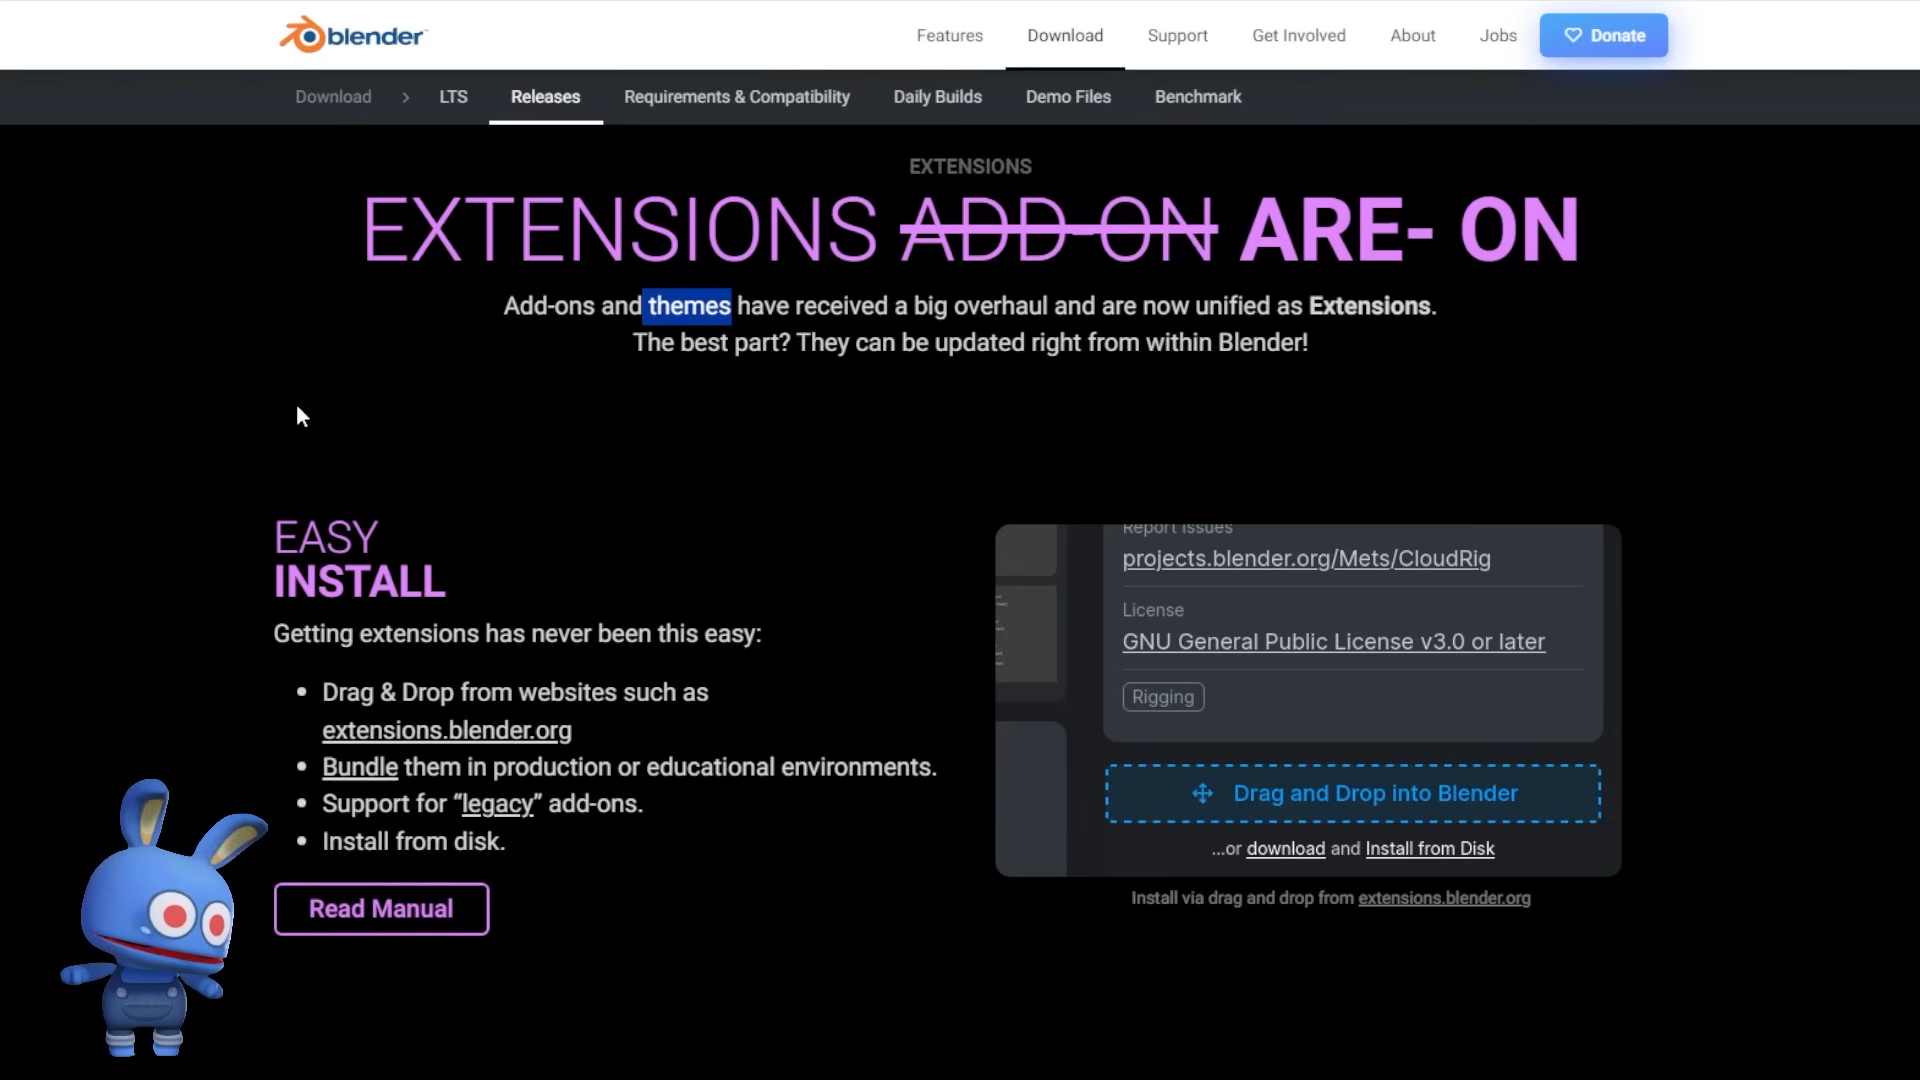 blender
Features
Download
Support
Get Involved
About
Jobs
Donate
Download
LTS
Releases
Requirements & Compatibility
Daily Builds
Demo Files
Benchmark
EXTENSIONS
EXTENSIONS ADD-ON ARE- ON
Add-ons and themes have received a big overhaul and are now unified as Extensions.
The best part? They can be updated right from within Blender!
EASY
INSTALL
Getting extensions has never been this easy:
• Drag & Drop from websites such as
extensions.blender.org
• Bundle them in production or educational environments.
• Support for “legacy” add-ons.
• Install from disk.
Read Manual
Report Issues
projects.blender.org/Mets/CloudRig
License
GNU General Public License v3.0 or later
Rigging
Drag and Drop into Blender
...or download and Install from Disk
Install via drag and drop from extensions.blender.org